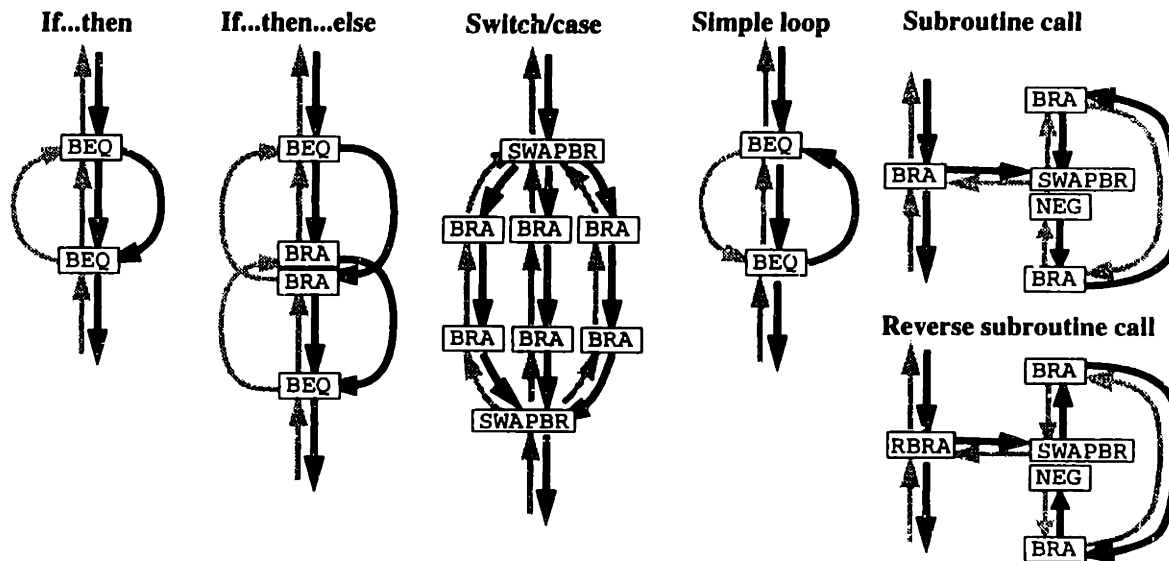 If...then
BEQ
BEQ
If...then...else
BEQ
BRA
BRA
BEQ
Switch/case
SWAPBR
BRA BRA BRA
BRA BRA BRA
SWAPBR
Simple loop
BEQ
BEQ
Subroutine call
BRA
BRA
SWAPBR
NEG
BRA
Reverse subroutine call
BRA
RBRA
SWAPBR
NEG
BRA